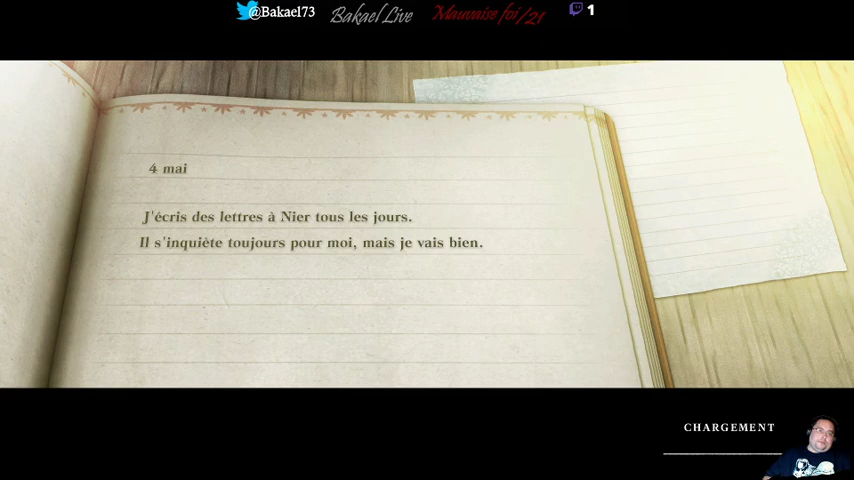 @Bakael73
Bakael Live
Mauvaise foi/21
1
4 mai
J'écris des lettres à Nier tous les jours.
Il s'inquiète toujours pour moi, mais je vais bien.
CHARGEMENT